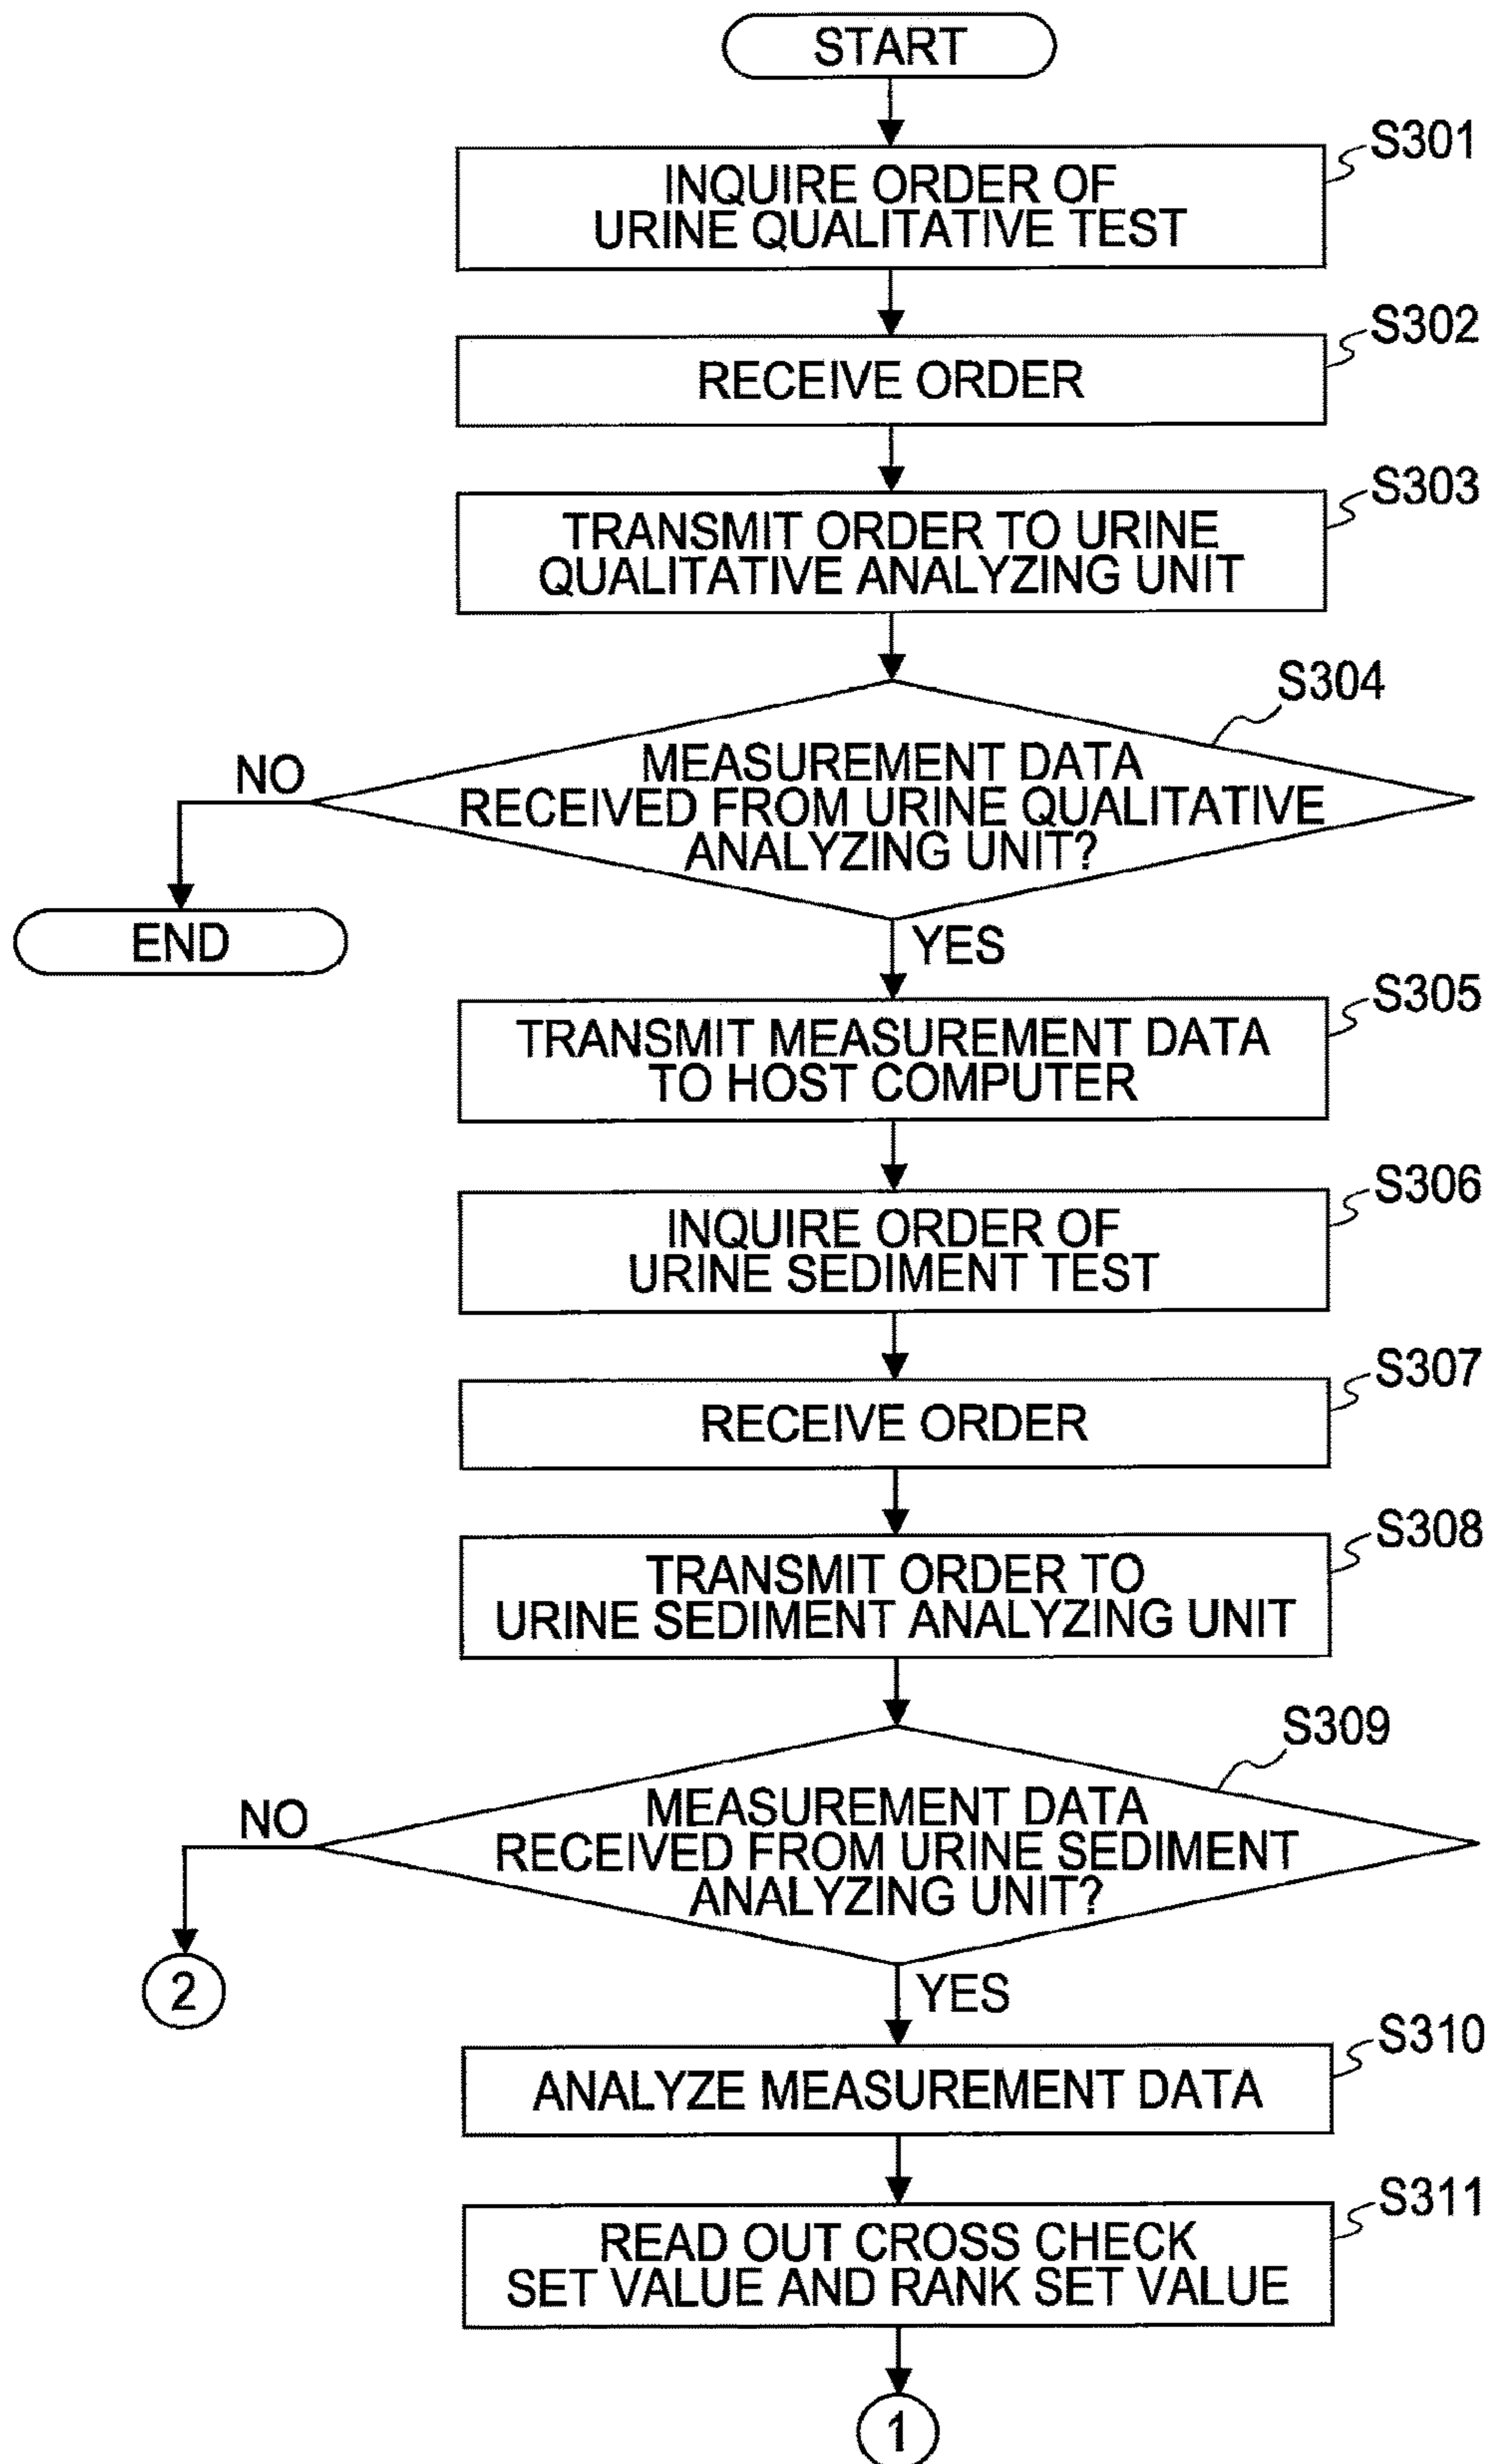 START
S301
INQUIRE ORDER OF
URINE QUALITATIVE TEST
S302
RECEIVE ORDER
S303
TRANSMIT ORDER TO URINE
QUALITATIVE ANALYZING UNIT
S304
MEASUREMENT DATA
RECEIVED FROM URINE QUALITATIVE
ANALYZING UNIT?
NO
END
YES
S305
TRANSMIT MEASUREMENT DATA
TO HOST COMPUTER
S306
INQUIRE ORDER OF
URINE SEDIMENT TEST
S307
RECEIVE ORDER
S308
TRANSMIT ORDER TO
URINE SEDIMENT ANALYZING UNIT
S309
MEASUREMENT DATA
RECEIVED FROM URINE SEDIMENT
ANALYZING UNIT?
NO
2
YES
S310
ANALYZE MEASUREMENT DATA
S311
READ OUT CROSS CHECK
SET VALUE AND RANK SET VALUE
1